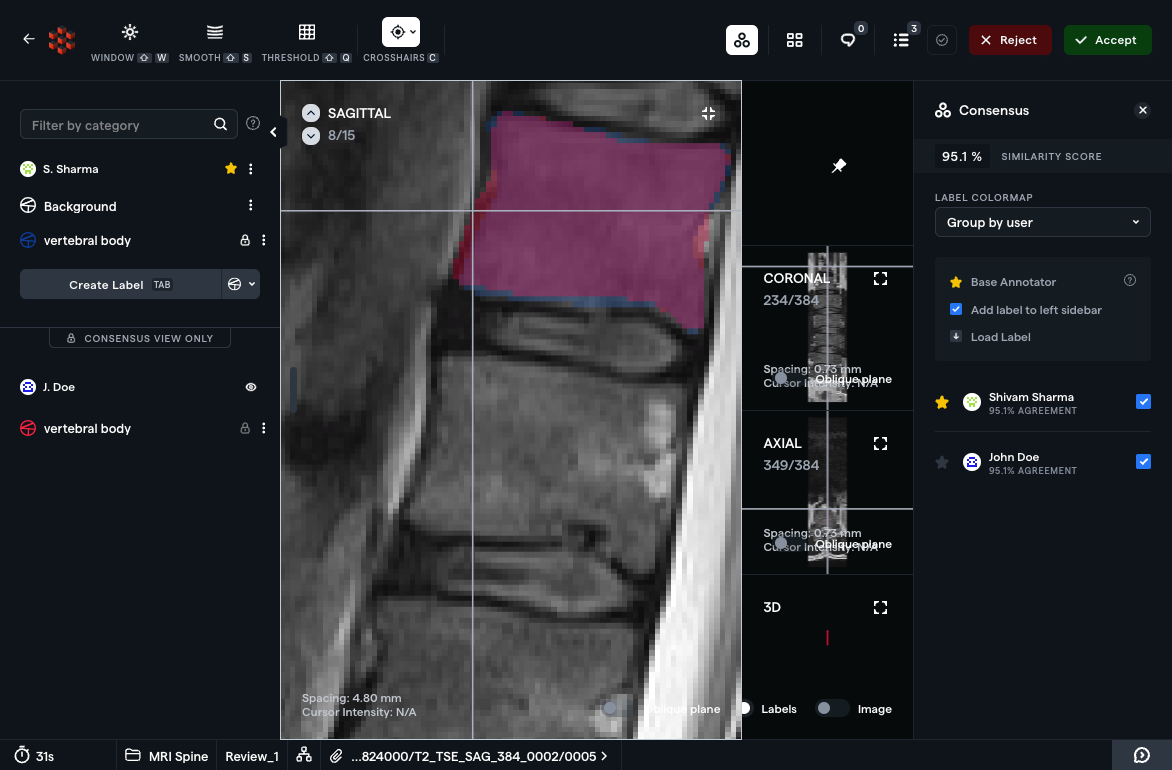 WINDOW ⇧ W
SMOOTH ⇧ S
THRESHOLD ⇧ Q
CROSSHAIRS C
0
3
Reject
Accept
Filter by category
S. Sharma
Background
vertebral body
Create Label TAB
CONSENSUS VIEW ONLY
J. Doe
vertebral body
SAGITTAL
8/15
Spacing: 4.80 mm
Cursor Intensity: N/A
Oblique plane
CORONAL
234/384
Spacing: 0.73 mm
Cursor Intensity: N/A
Oblique plane
AXIAL
349/384
Spacing: 0.73 mm
Cursor Intensity: N/A
Oblique plane
3D
Labels
Image
Consensus
95.1 % SIMILARITY SCORE
LABEL COLORMAP
Group by user
Base Annotator
Add label to left sidebar
Load Label
Shivam Sharma
95.1% AGREEMENT
John Doe
95.1% AGREEMENT
31s
MRI Spine
Review_1
...824000/T2_TSE_SAG_384_0002/0005